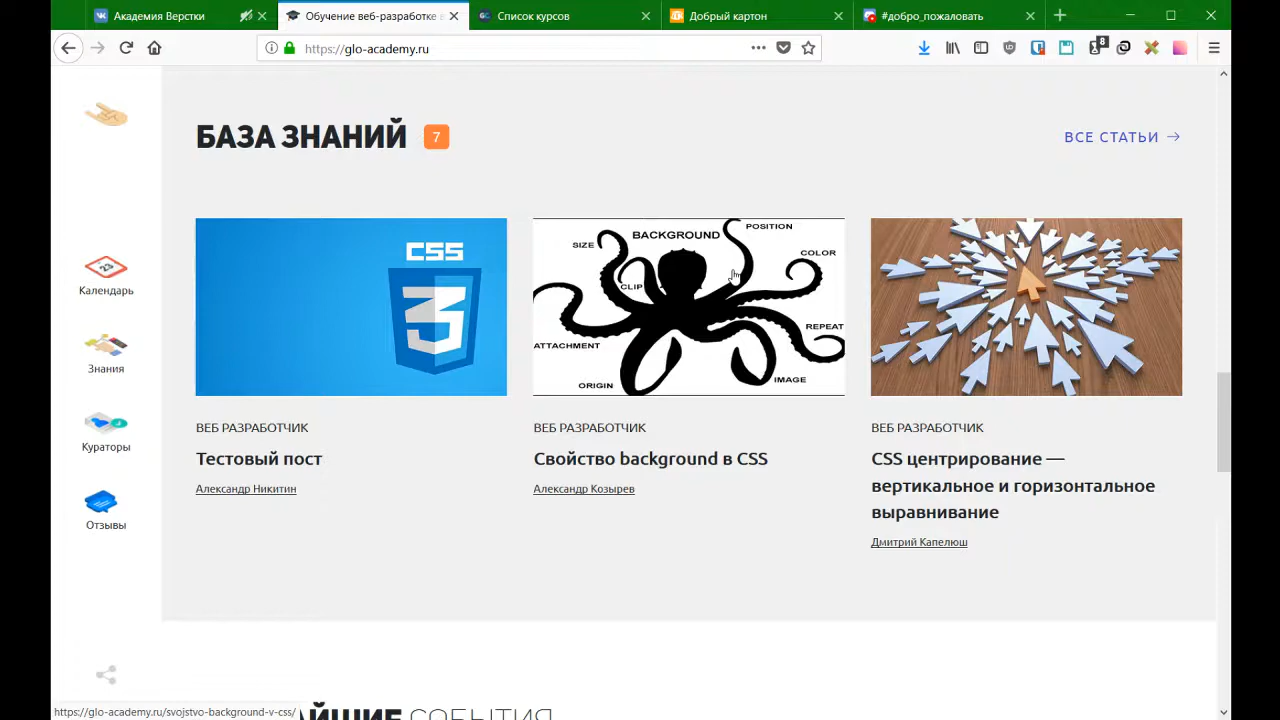 Академия Верстки
Обучение веб-разработке в
Список курсов
Добрый картон
#добро_пожаловать
https://glo-academy.ru
8
БАЗА ЗНАНИЙ
7
ВСЕ СТАТЬИ →
Календарь
Знания
Кураторы
Отзывы
CSS
3
BACKGROUND
POSITION
SIZE
COLOR
CLIP
REPEAT
ATTACHMENT
ORIGIN
IMAGE
ВЕБ РАЗРАБОТЧИК
Тестовый пост
Александр Никитин
ВЕБ РАЗРАБОТЧИК
Свойство background в CSS
Александр Козырев
ВЕБ РАЗРАБОТЧИК
CSS центрирование —
вертикальное и горизонтальное
выравнивание
Дмитрий Капелюш
https://glo-academy.ru/svojstvo-background-v-css/
АЙШИЕ СОБЫТИЯ